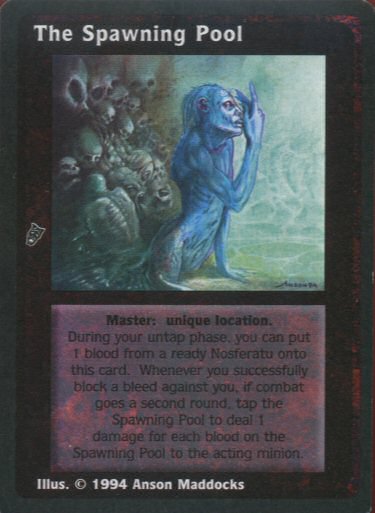 The Spawning Pool
ANSON 94
Master: unique location.
During your untap phase, you can put
1 blood from a ready Nosferatu onto
this card. Whenever you successfully
block a bleed against you, if combat
goes a second round, tap the
Spawning Pool to deal 1
damage for each blood on the
Spawning Pool to the acting minion.
Illus. © 1994 Anson Maddocks